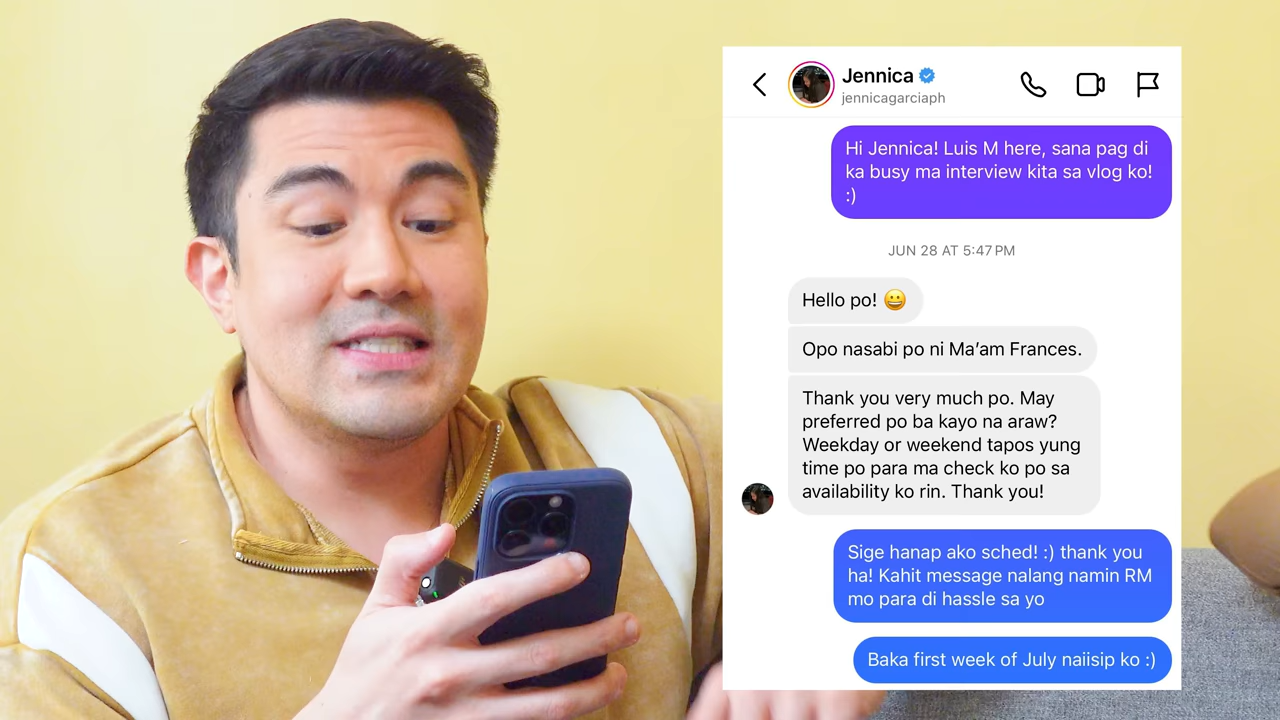 Jennica
jennicagarciaph
Hi Jennica! Luis M here, sana pag di
ka busy ma interview kita sa vlog ko!
:)
JUN 28 AT 5:47 PM
Hello po! 😀
Opo nasabi po ni Ma’am Frances.
Thank you very much po. May
preferred po ba kayo na araw?
Weekday or weekend tapos yung
time po para ma check ko po sa
availability ko rin. Thank you!
Sige hanap ako sched! :) thank you
ha! Kahit message nalang namin RM
mo para di hassle sa yo
Baka first week of July naiisip ko :)